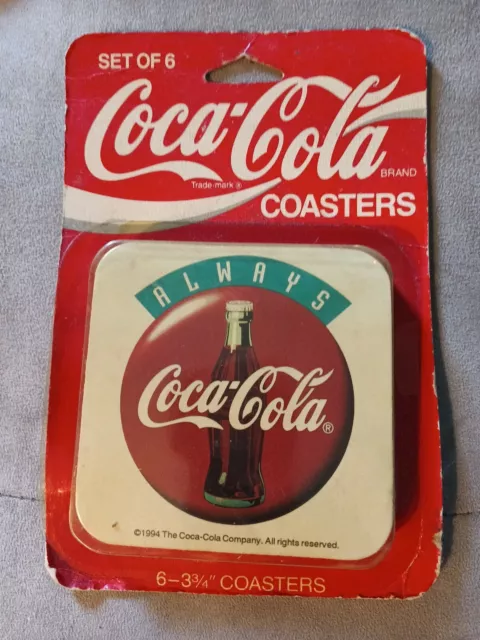 SET OF 6
Coca-Cola
Trade-mark ®
BRAND
COASTERS
ALWAYS
Coca-Cola®
©1994 The Coca-Cola Company. All rights reserved.
6–3¾" COASTERS